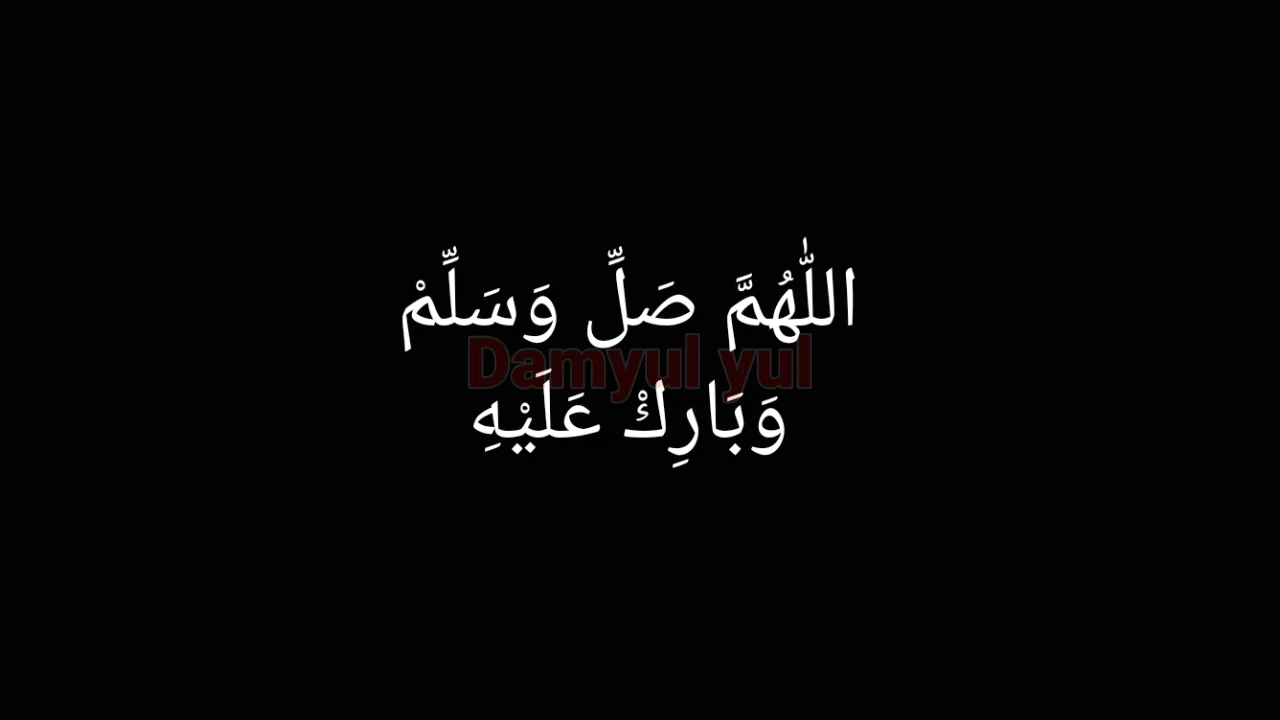 اللّٰهُمَّ صَلِّ وَسَلِّمْ
Damyul yul
وَبَارِكْ عَلَيْهِ